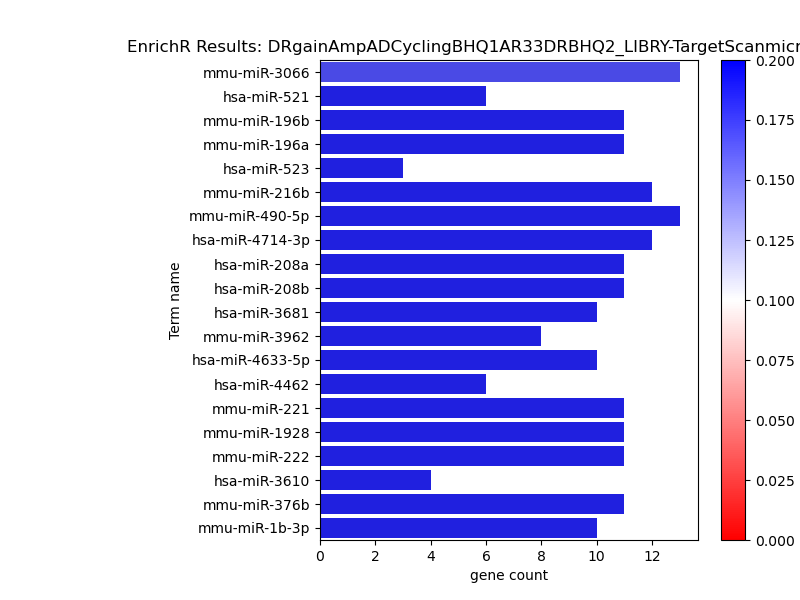 EnrichR Results: DRgainAmpADCyclingBHQ1AR33DRBHQ2_LIBRY-TargetScanmicr
mmu-miR-3066
hsa-miR-521
mmu-miR-196b
mmu-miR-196a
hsa-miR-523
mmu-miR-216b
mmu-miR-490-5p
hsa-miR-4714-3p
hsa-miR-208a
hsa-miR-208b
hsa-miR-3681
mmu-miR-3962
hsa-miR-4633-5p
hsa-miR-4462
mmu-miR-221
mmu-miR-1928
mmu-miR-222
hsa-miR-3610
mmu-miR-376b
mmu-miR-1b-3p
Term name
0 2 4 6 8 10 12
gene count
0.200
0.175
0.150
0.125
0.100
0.075
0.050
0.025
0.000